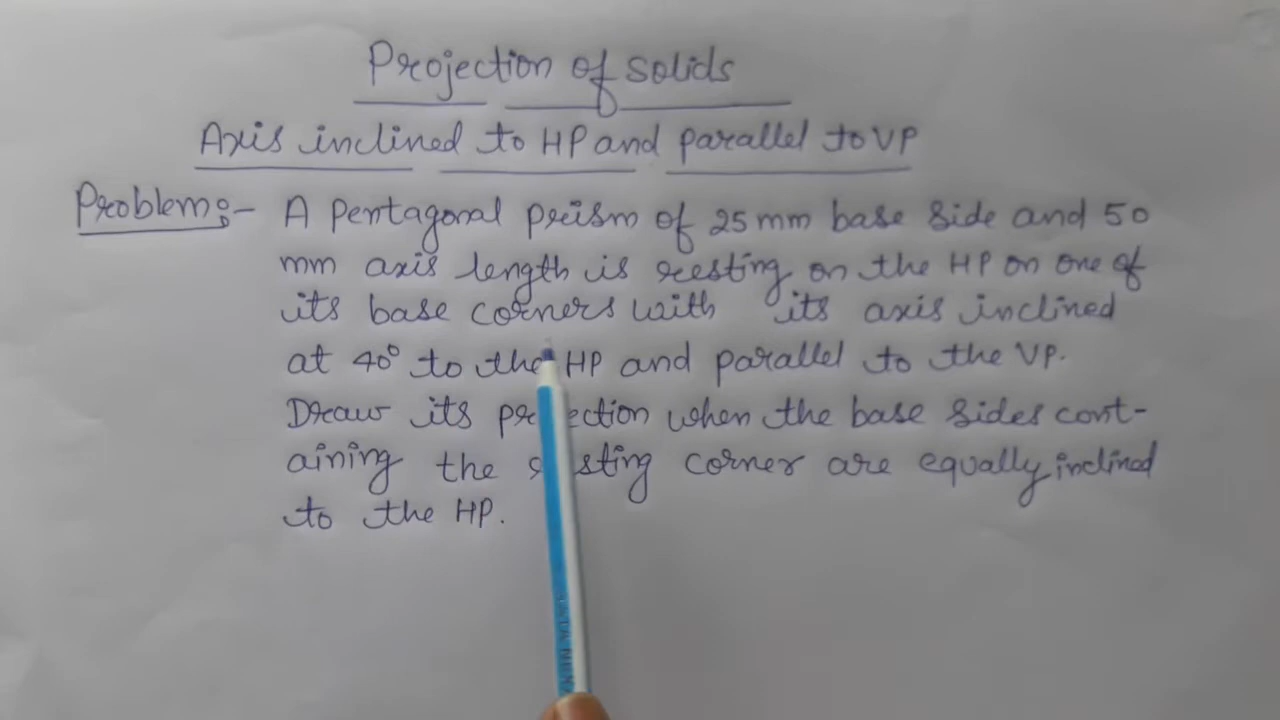 Projection of solids
Axis inclined to HP and parallel to VP
Problem:- A pentagonal prism of 25 mm base side and 50
mm axis length is resting on the HP on one of
its base corners with its axis inclined
at 40° to the HP and parallel to the VP.
Draw its projection when the base sides cont-
aining the resting corner are equally inclined
to the HP.